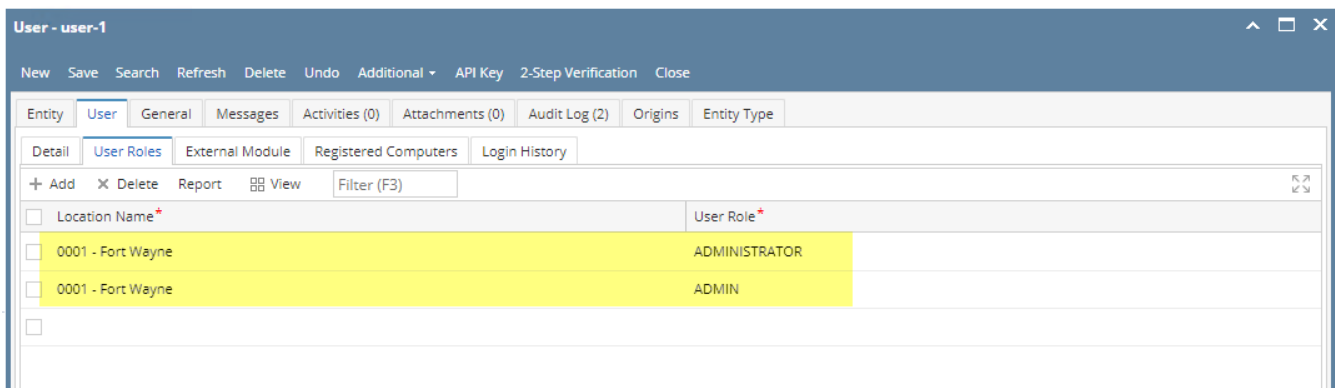 User - user-1
New Save Search Refresh Delete Undo Additional API Key 2-Step Verification Close
Entity User General Messages Activities (0) Attachments (0) Audit Log (2) Origins Entity Type
Detail User Roles External Module Registered Computers Login History
+ Add × Delete Report View Filter (F3)
Location Name* User Role*
0001 - Fort Wayne ADMINISTRATOR
0001 - Fort Wayne ADMIN